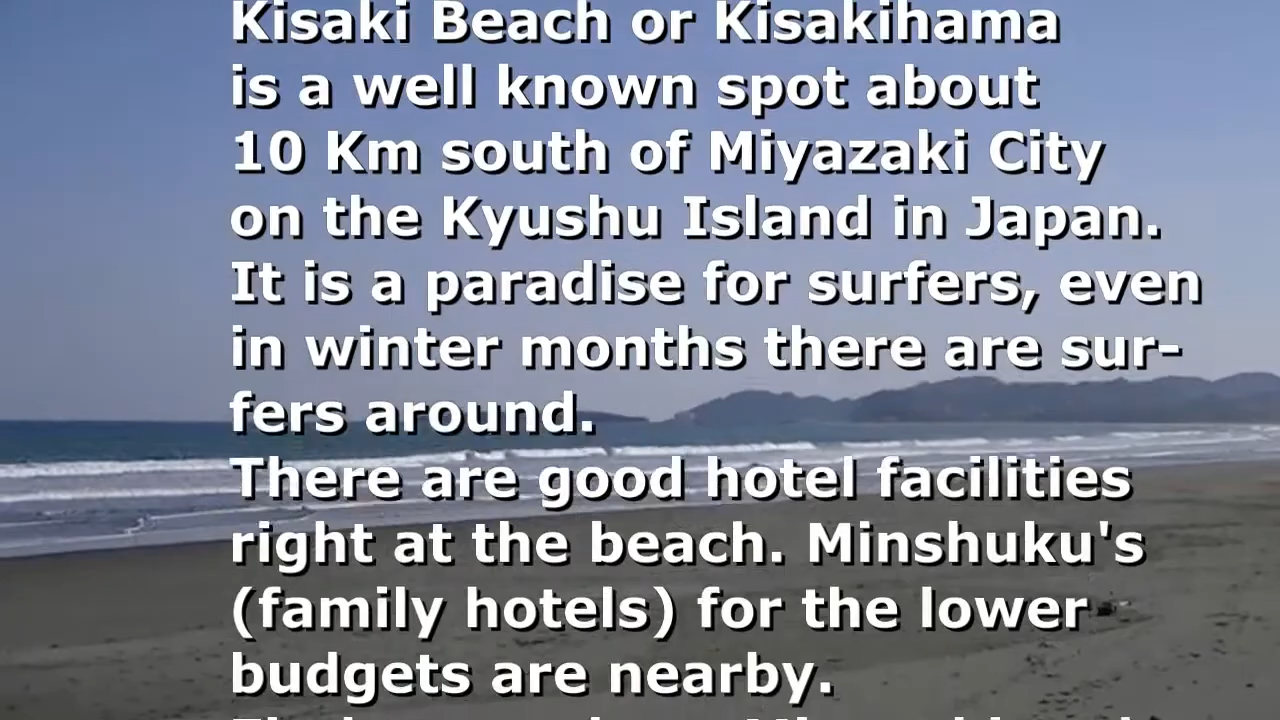 Kisaki Beach or Kisakihama
is a well known spot about
10 Km south of Miyazaki City
on the Kyushu Island in Japan.
It is a paradise for surfers, even
in winter months there are sur-
fers around.
There are good hotel facilities
right at the beach. Minshuku's
(family hotels) for the lower
budgets are nearby.